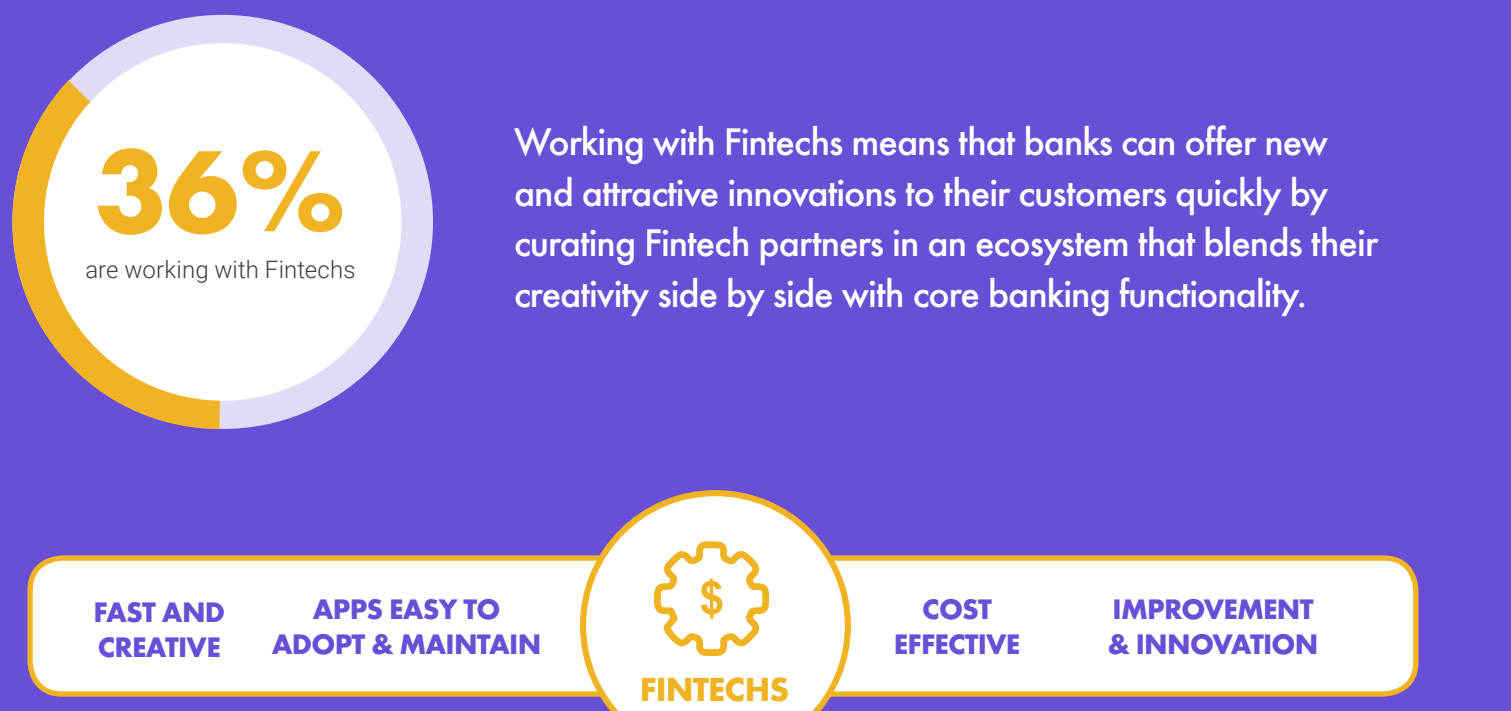 36%
are working with Fintechs
Working with Fintechs means that banks can offer new
and attractive innovations to their customers quickly by
curating Fintech partners in an ecosystem that blends their
creativity side by side with core banking functionality.
FAST AND
CREATIVE
APPS EASY TO
ADOPT & MAINTAIN
$
FINTECHS
COST
EFFECTIVE
IMPROVEMENT
& INNOVATION